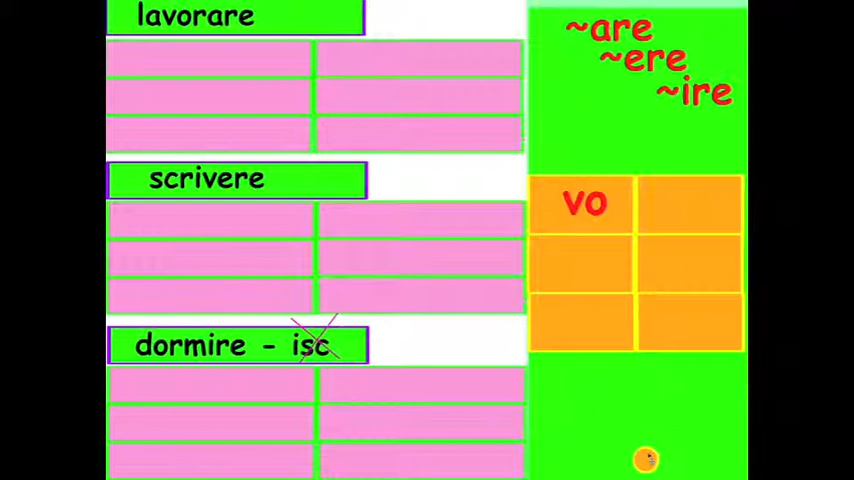 lavorare
scrivere
dormire - isc
~are
~ere
~ire
vo